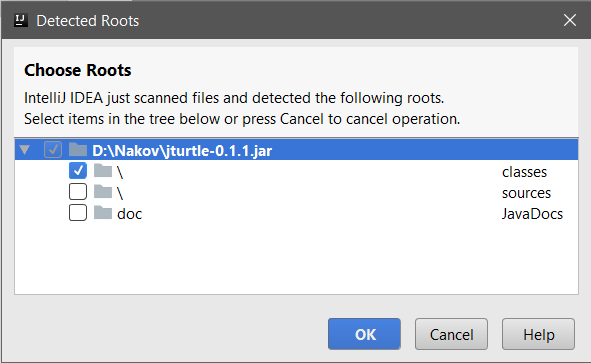 Detected Roots
Choose Roots
IntelliJ IDEA just scanned files and detected the following roots.
Select items in the tree below or press Cancel to cancel operation.
D:\Nakov\jturtle-0.1.1.jar
\ classes
\ sources
doc JavaDocs
OK Cancel Help